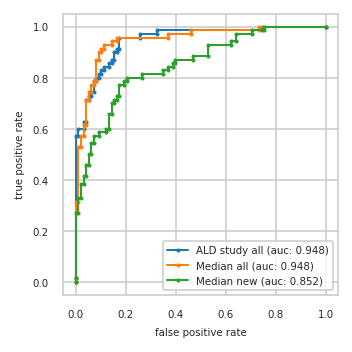 1.0
0.8
0.6
0.4
0.2
0.0
true positive rate
ALD study all (auc: 0.948)
Median all (auc: 0.948)
Median new (auc: 0.852)
0.0 0.2 0.4 0.6 0.8 1.0
false positive rate